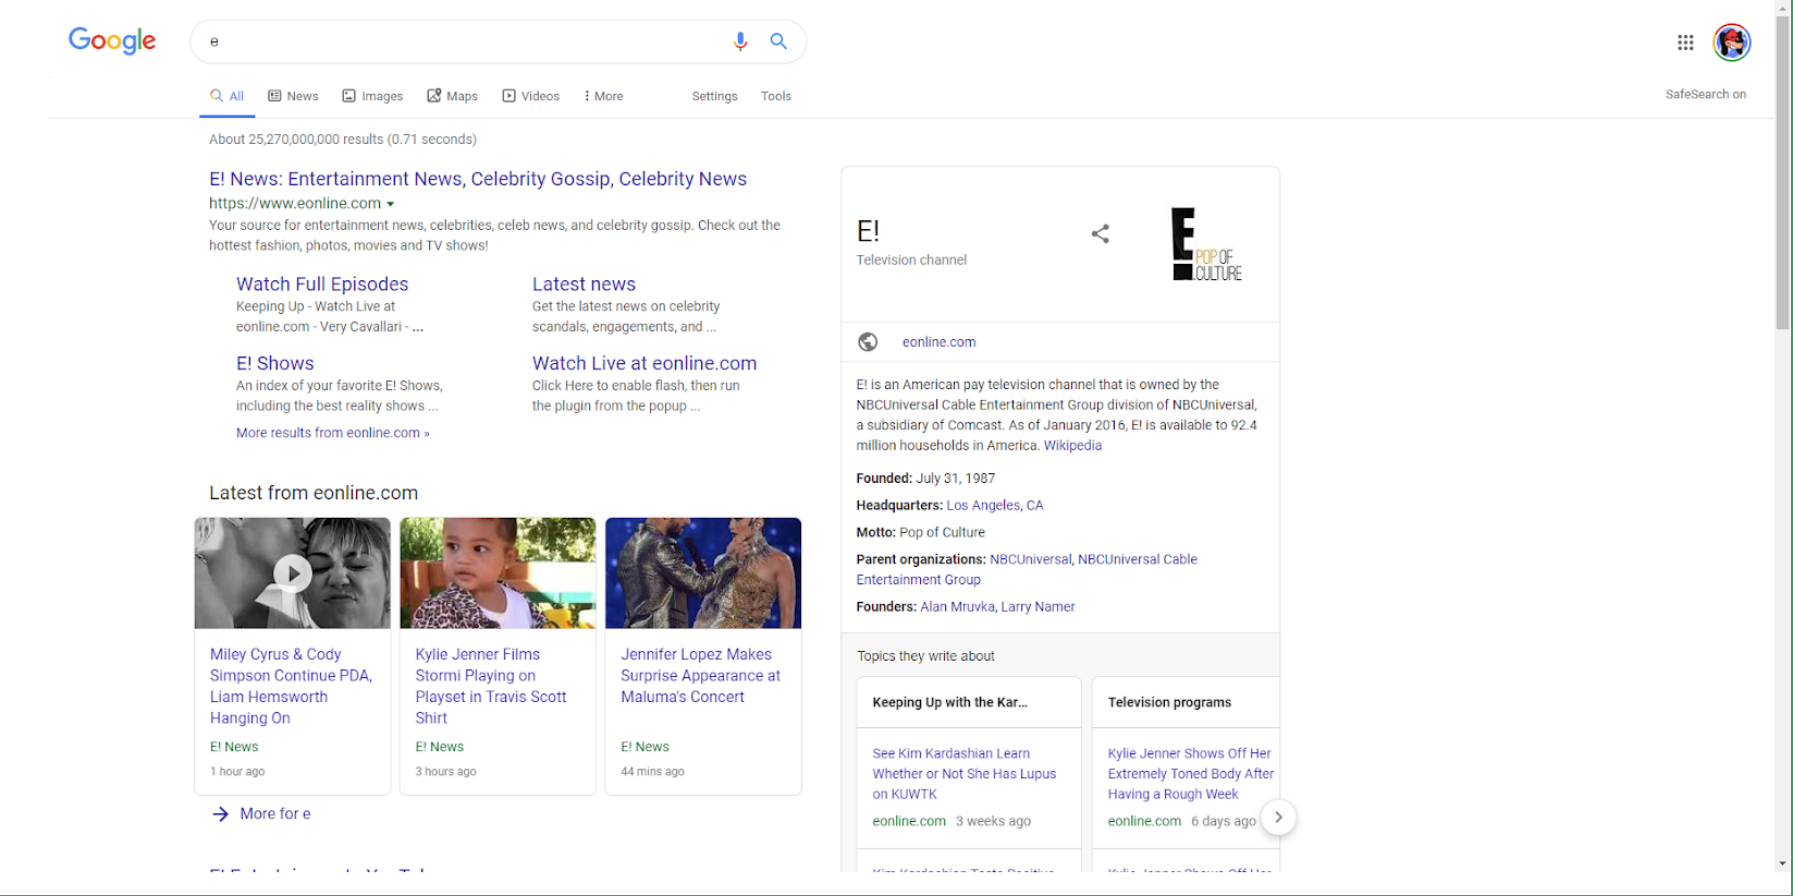 Google
e
All
News
Images
Maps
Videos
More
Settings
Tools
SafeSearch on
About 25,270,000,000 results (0.71 seconds)
E! News: Entertainment News, Celebrity Gossip, Celebrity News
https://www.eonline.com
Your source for entertainment news, celebrities, celeb news, and celebrity gossip. Check out the
hottest fashion, photos, movies and TV shows!
Watch Full Episodes
Keeping Up - Watch Live at
eonline.com - Very Cavallari - ...
Latest news
Get the latest news on celebrity
scandals, engagements, and ...
E! Shows
An index of your favorite E! Shows,
including the best reality shows ...
Watch Live at eonline.com
Click Here to enable flash, then run
the plugin from the popup ...
More results from eonline.com »
Latest from eonline.com
Miley Cyrus & Cody
Simpson Continue PDA,
Liam Hemsworth
Hanging On
E! News
1 hour ago
Kylie Jenner Films
Stormi Playing on
Playset in Travis Scott
Shirt
E! News
3 hours ago
Jennifer Lopez Makes
Surprise Appearance at
Maluma's Concert
E! News
44 mins ago
More for e
E!
Television channel
E!
POP OF
CULTURE
eonline.com
E! is an American pay television channel that is owned by the
NBCUniversal Cable Entertainment Group division of NBCUniversal,
a subsidiary of Comcast. As of January 2016, E! is available to 92.4
million households in America. Wikipedia
Founded: July 31, 1987
Headquarters: Los Angeles, CA
Motto: Pop of Culture
Parent organizations: NBCUniversal, NBCUniversal Cable
Entertainment Group
Founders: Alan Mruvka, Larry Namer
Topics they write about
Keeping Up with the Kar...
See Kim Kardashian Learn
Whether or Not She Has Lupus
on KUWTK
eonline.com 3 weeks ago
Television programs
Kylie Jenner Shows Off Her
Extremely Toned Body After
Having a Rough Week
eonline.com 6 days ago